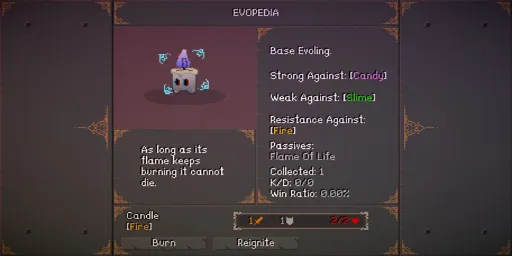 EVOPEDIA
Base Evoling.
Strong Against: [Candy]
Weak Against: [Slime]
Resistance Against:
[Fire]
Passives:
Flame Of Life
Collected: 1
K/D: 0/0
Win Ratio: 0.00%
As long as its
flame keeps
burning it cannot
die.
Candle
[Fire]
1 1 2/2
Burn Reignite